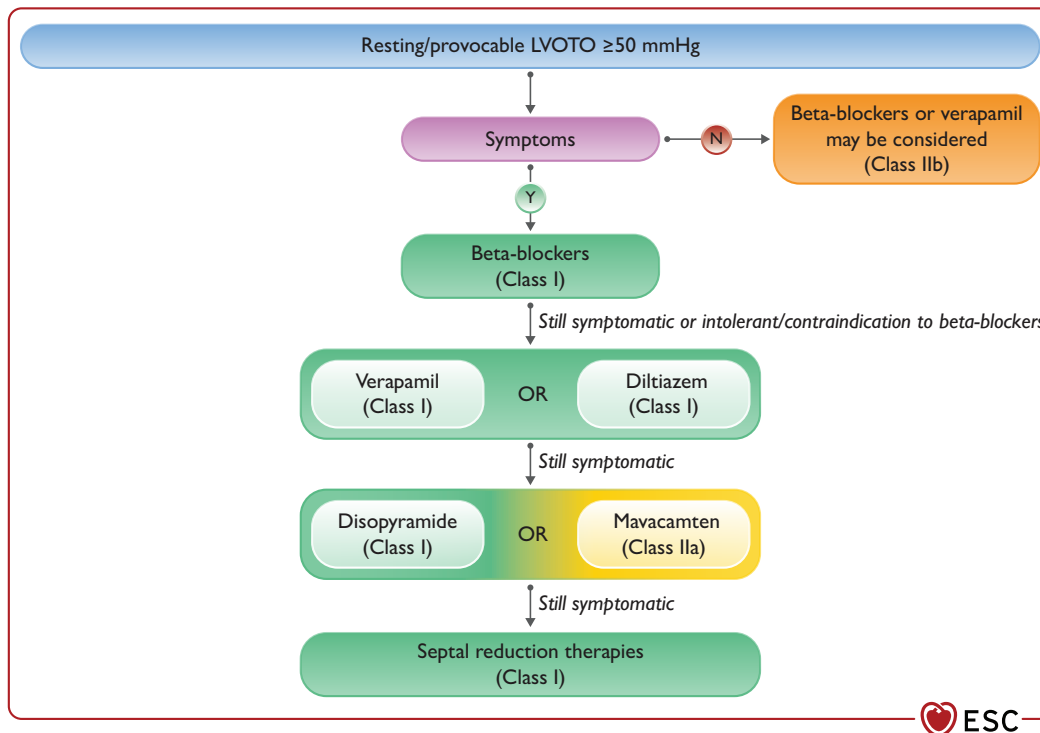 Resting/provocable LVOTO ≥50 mmHg
Symptoms
N
Beta-blockers or verapamil
may be considered
(Class IIb)
Y
Beta-blockers
(Class I)
Still symptomatic or intolerant/contraindication to beta-blockers
Verapamil
(Class I)
OR
Diltiazem
(Class I)
Still symptomatic
Disopyramide
(Class I)
OR
Mavacamten
(Class IIa)
Still symptomatic
Septal reduction therapies
(Class I)
ESC